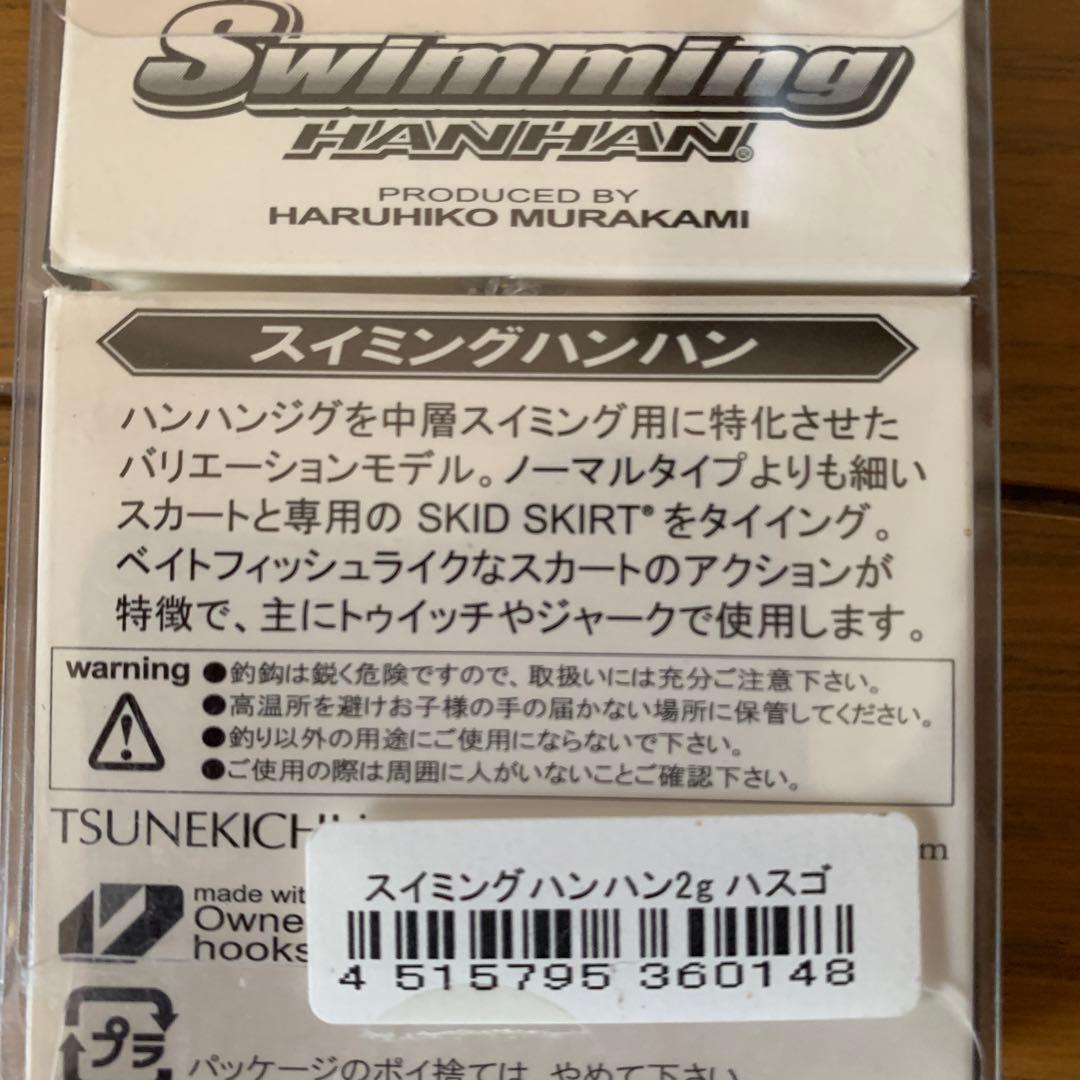 Swimming
HANHAN®
PRODUCED BY
HARUHIKO MURAKAMI
スイミングハンハン
ハンハンジグを中層スイミング用に特化させた
バリエーションモデル。ノーマルタイプよりも細い
スカートと専用の SKID SKIRT®をタイイング。
ベイトフィッシュライクなスカートのアクションが
特徴で、主にトゥイッチやジャークで使用します。
warning
●釣鈎は鋭く危険ですので、取扱いには充分ご注意下さい。
●高温所を避けお子様の手の届かない場所に保管してください。
●釣り以外の用途にご使用にならないで下さい。
●ご使用の際は周囲に人がいないことご確認下さい。
TSUNEKICHI
m
made wit
Owne
hooks
スイミングハンハン2g ハスゴ
4 515795 360148
プラ
パッケージのポイ捨ては、やめて下さい